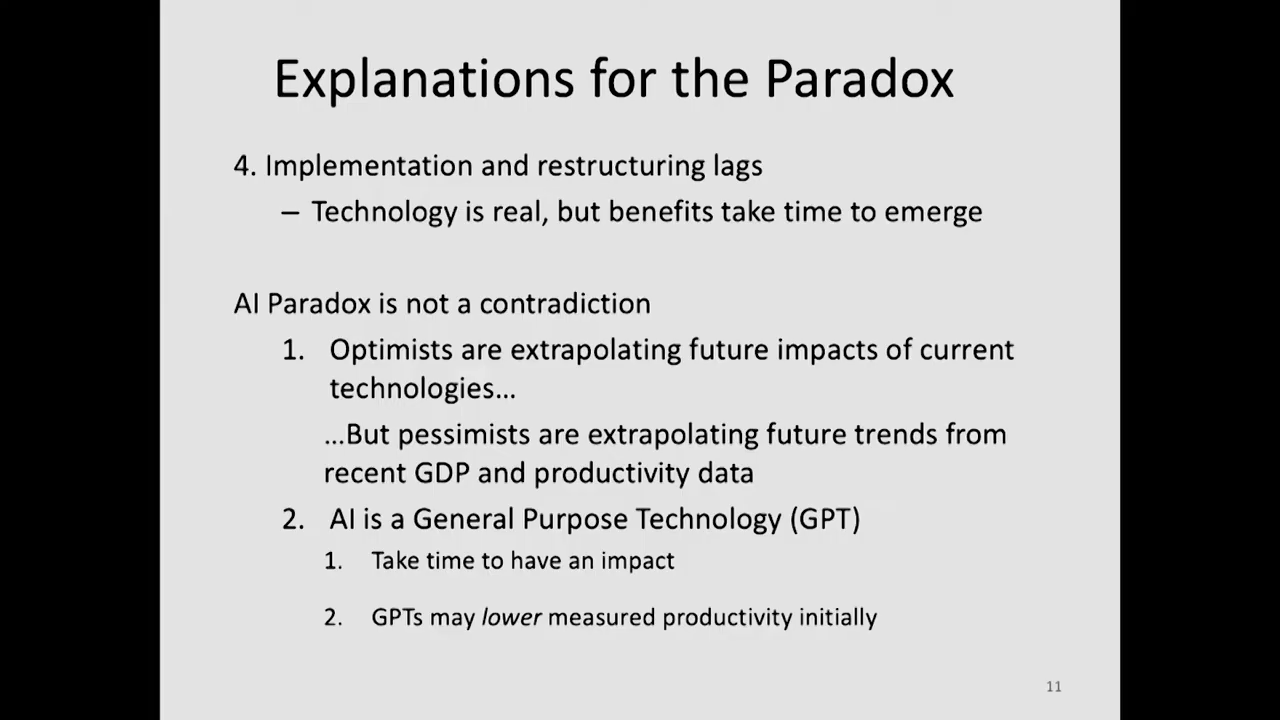 Explanations for the Paradox
4. Implementation and restructuring lags
– Technology is real, but benefits take time to emerge
AI Paradox is not a contradiction
1. Optimists are extrapolating future impacts of current
technologies...
...But pessimists are extrapolating future trends from
recent GDP and productivity data
2. AI is a General Purpose Technology (GPT)
1. Take time to have an impact
2. GPTs may lower measured productivity initially
11